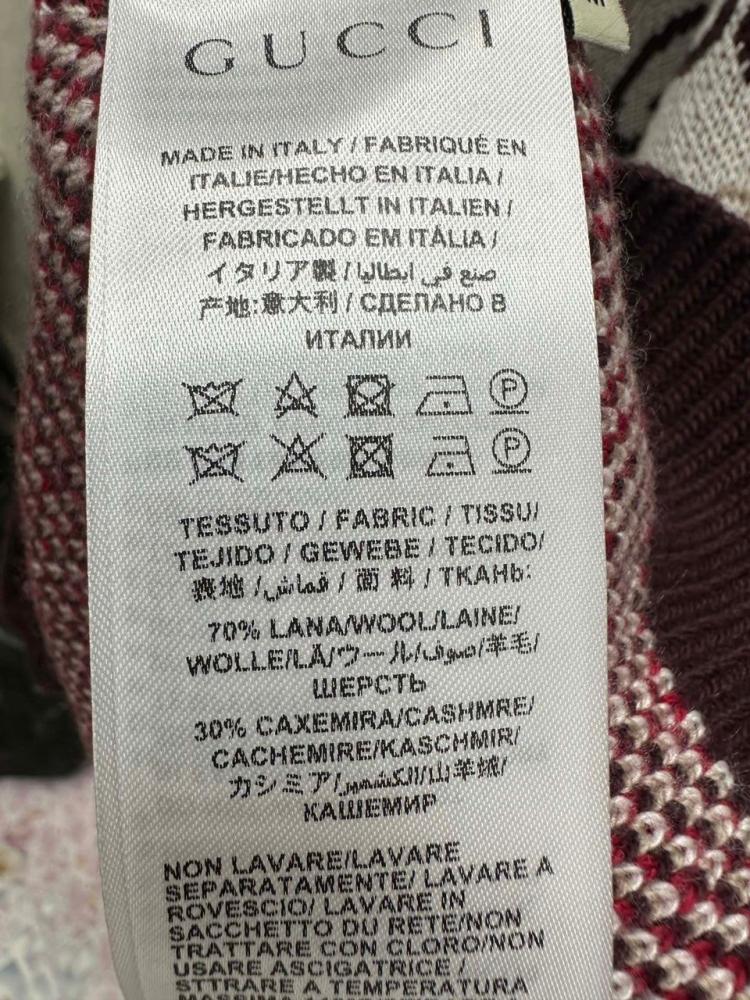 GUCCI
MADE IN ITALY / FABRIQUÉ EN
ITALIE/HECHO EN ITALIA /
HERGESTELLT IN ITALIEN /
FABRICADO EM ITÁLIA /
イタリア製 / صنع في ايطاليا
产地:意大利 / СДЕЛАНО В
ИТАЛИИ
P
P
TESSUTO / FABRIC / TISSU/
TEJIDO / GEWEBE / TECIDO/
表地 / قماش / 面 料 / ТКАНЬ:
70% LANA/WOOL/LAINE/
WOLLE/LÃ/ウール/صوف/羊毛/
ШЕРСТЬ
30% CAXEMIRA/CASHMRE/
CACHEMIRE/KASCHMIR/
カシミア/الكشمير/山羊绒/
КАШЕМИР
NON LAVARE/LAVARE
SEPARATAMENTE/ LAVARE A
ROVESCIO/ LAVARE IN
SACCHETTO DU RETE/NON
TRATTARE CON CLORO/NON
USARE ASCIGATRICE /
STTRARE A TEMPERATURA